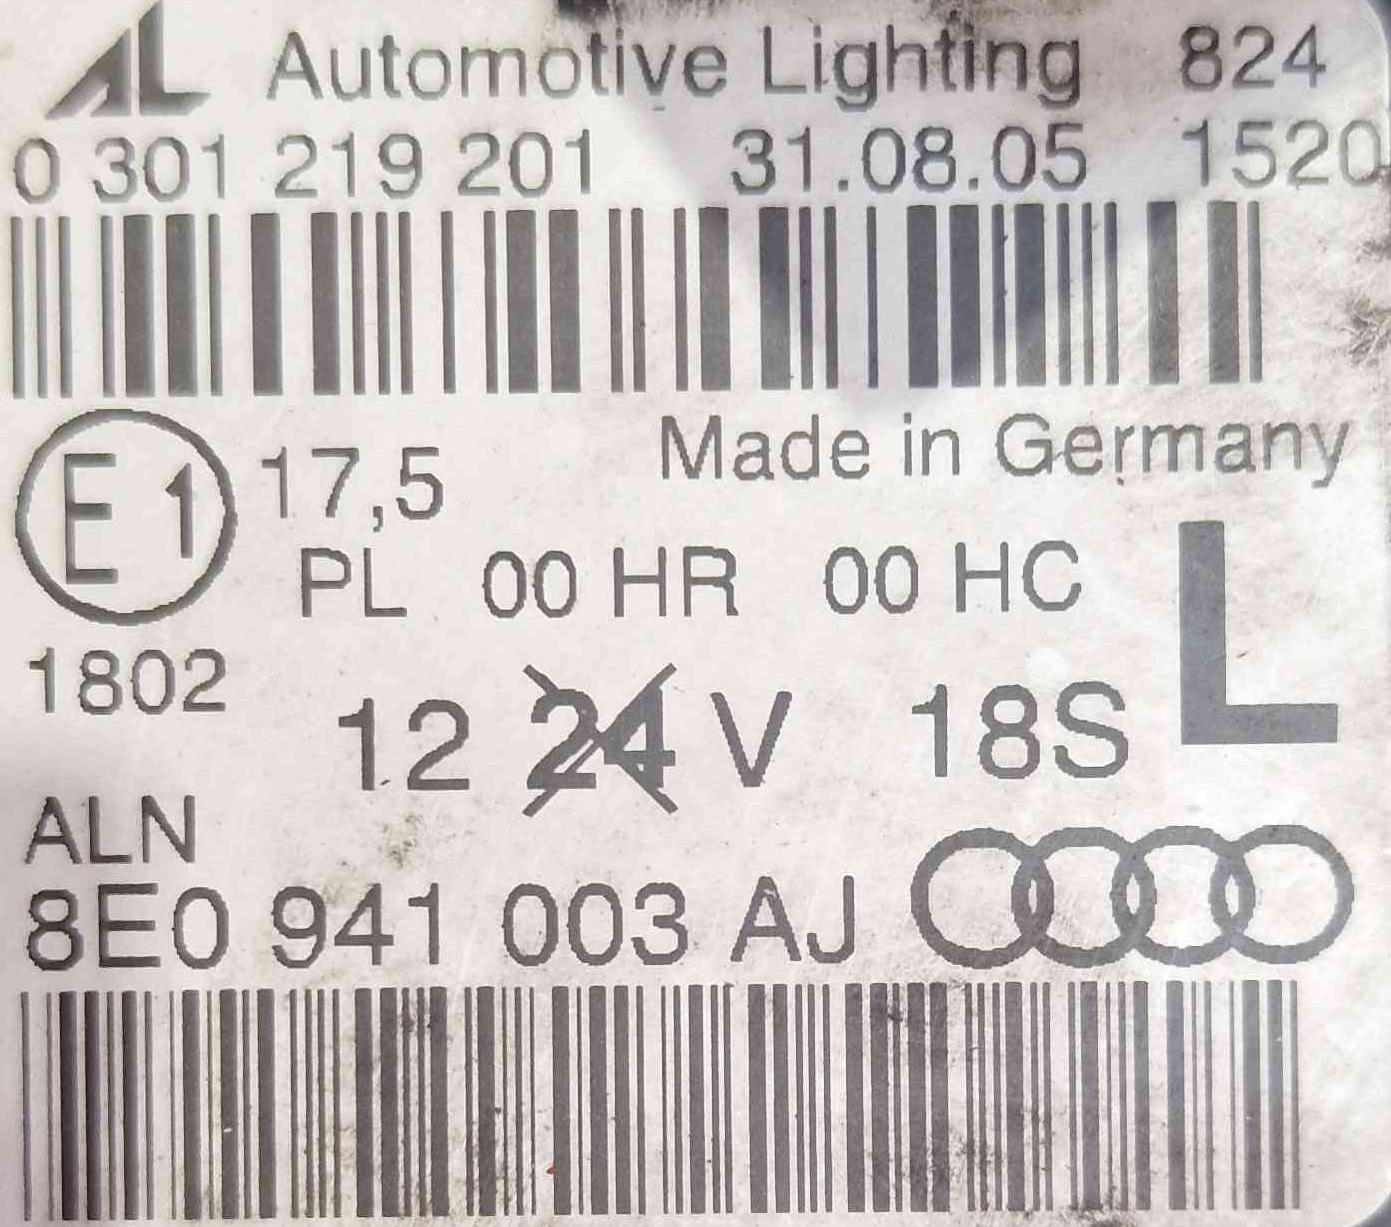 AL Automotive Lighting 824
0 301 219 201 31.08.05 1520
E1 17,5 Made in Germany
PL 00 HR 00 HC
L
1802
12 24 V 18S
ALN
8E0 941 003 AJ